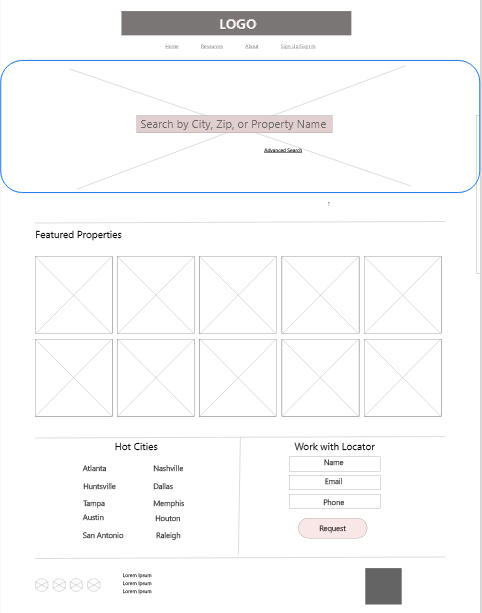 LOGO
Home Resources About Sign Up/Sign In
Search by City, Zip, or Property Name
Advanced Search
Featured Properties
Hot Cities
Atlanta Nashville
Huntsville Dallas
Tampa Memphis
Austin Houton
San Antonio Raleigh
Work with Locator
Name
Email
Phone
Request
Lorem Ipsum
Lorem Ipsum
Lorem Ipsum